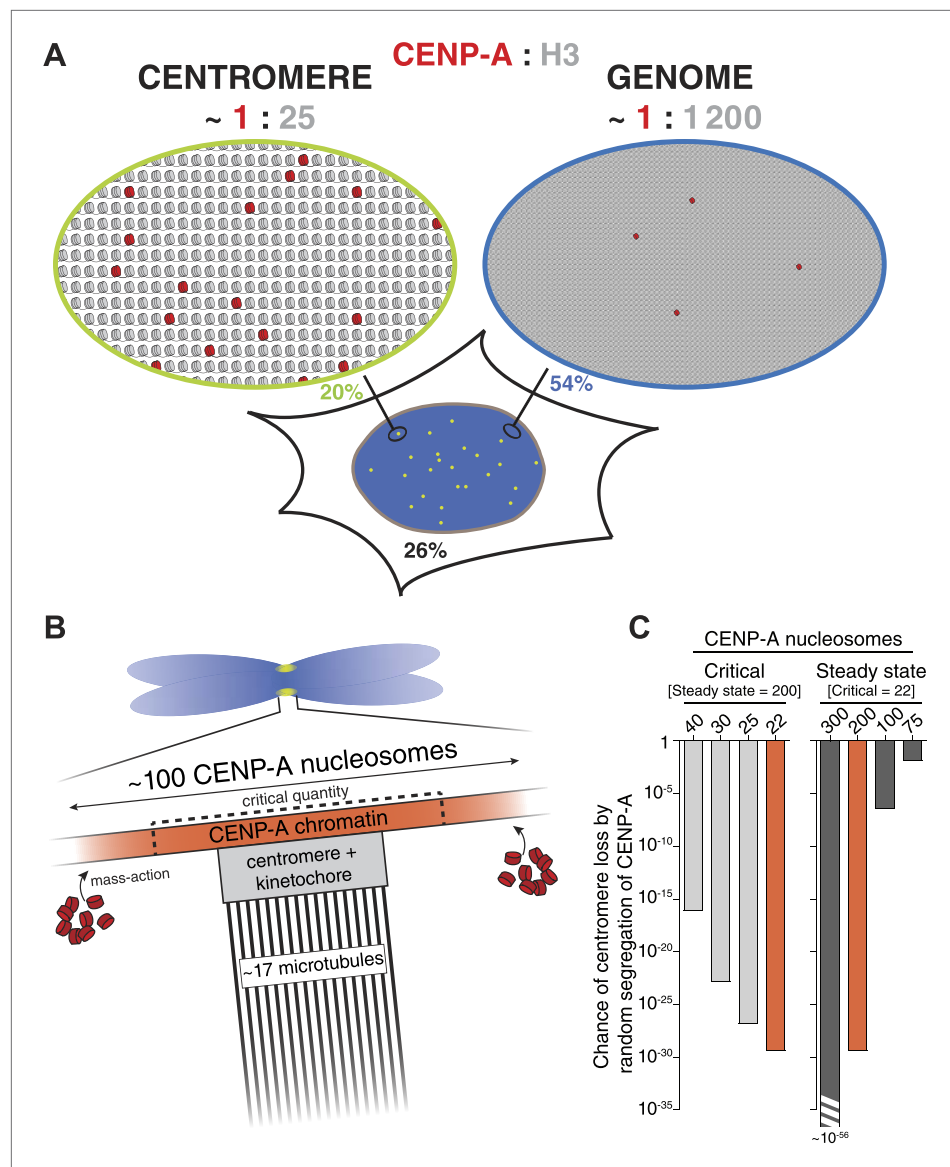 A
CENP-A : H3
CENTROMERE
~ 1 : 25
GENOME
~ 1 : 1 200
20%
54%
26%
B
~100 CENP-A nucleosomes
critical quantity
CENP-A chromatin
mass-action
centromere +
kinetochore
~17 microtubules
C
CENP-A nucleosomes
Critical
[Steady state = 200]
Steady state
[Critical = 22]
40 30 25 22
300 200 100 75
Chance of centromere loss by
random segregation of CENP-A
1
10⁻⁵
10⁻¹⁰
10⁻¹⁵
10⁻²⁰
10⁻²⁵
10⁻³⁰
10⁻³⁵
~10⁻⁵⁶